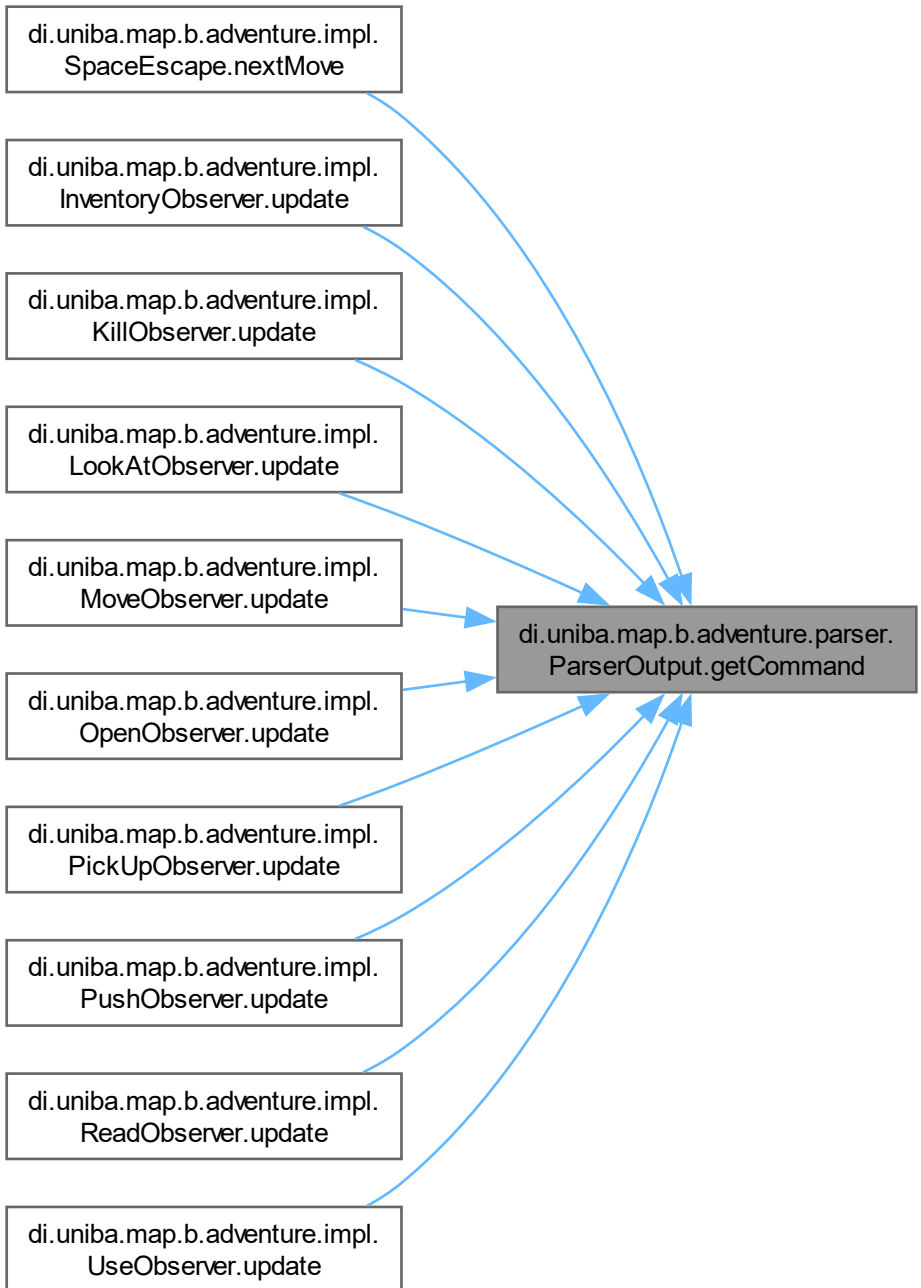 di.uniba.map.b.adventure.impl.
SpaceEscape.nextMove
di.uniba.map.b.adventure.impl.
InventoryObserver.update
di.uniba.map.b.adventure.impl.
KillObserver.update
di.uniba.map.b.adventure.impl.
LookAtObserver.update
di.uniba.map.b.adventure.impl.
MoveObserver.update
di.uniba.map.b.adventure.impl.
OpenObserver.update
di.uniba.map.b.adventure.impl.
PickUpObserver.update
di.uniba.map.b.adventure.impl.
PushObserver.update
di.uniba.map.b.adventure.impl.
ReadObserver.update
di.uniba.map.b.adventure.impl.
UseObserver.update
di.uniba.map.b.adventure.parser.
ParserOutput.getCommand